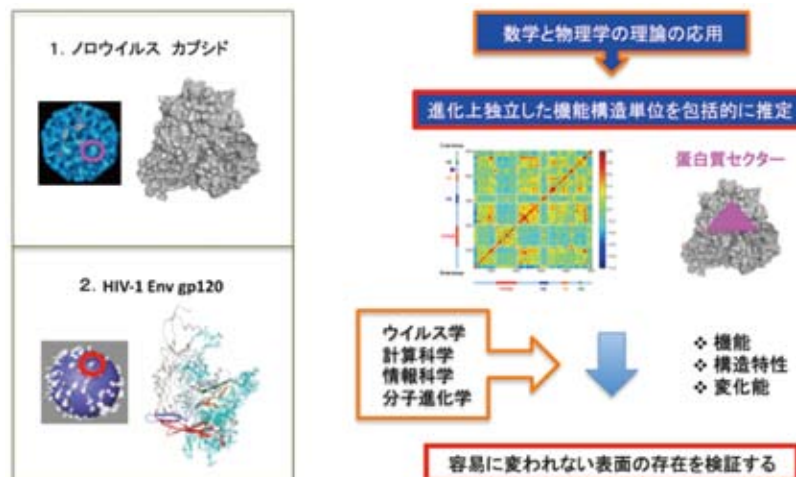 1. ノロウイルス カプシド
2. HIV-1 Env gp120
数学と物理学の理論の応用
進化上独立した機能構造単位を包括的に推定
蛋白質セクター
ウイルス学
計算科学
情報科学
分子進化学
❖ 機能
❖ 構造特性
❖ 変化能
容易に変われない表面の存在を検証する